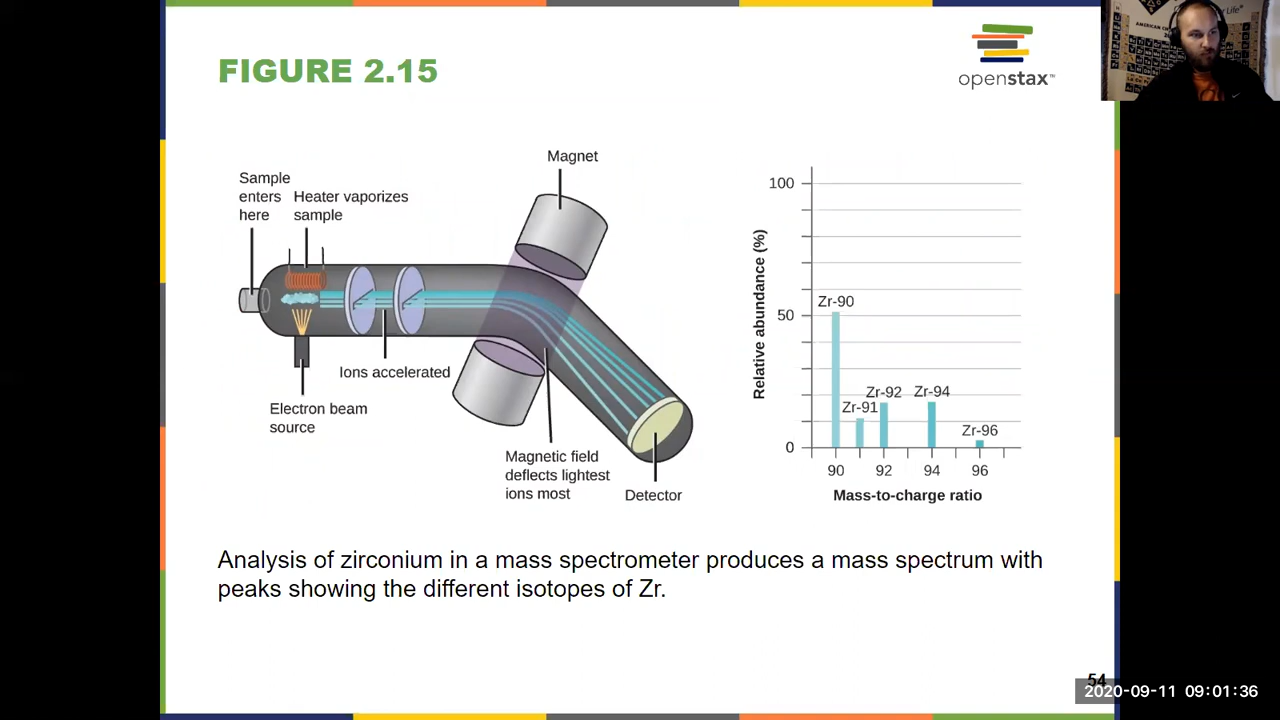 FIGURE 2.15
openstax™
Magnet
Sample
enters
here
Heater vaporizes
sample
Ions accelerated
Electron beam
source
Magnetic field
deflects lightest
ions most
Detector
Relative abundance (%)
100
50
0
Zr-90
Zr-91
Zr-92
Zr-94
Zr-96
90
92
94
96
Mass-to-charge ratio
Analysis of zirconium in a mass spectrometer produces a mass spectrum with
peaks showing the different isotopes of Zr.
54
2020-09-11 09:01:36